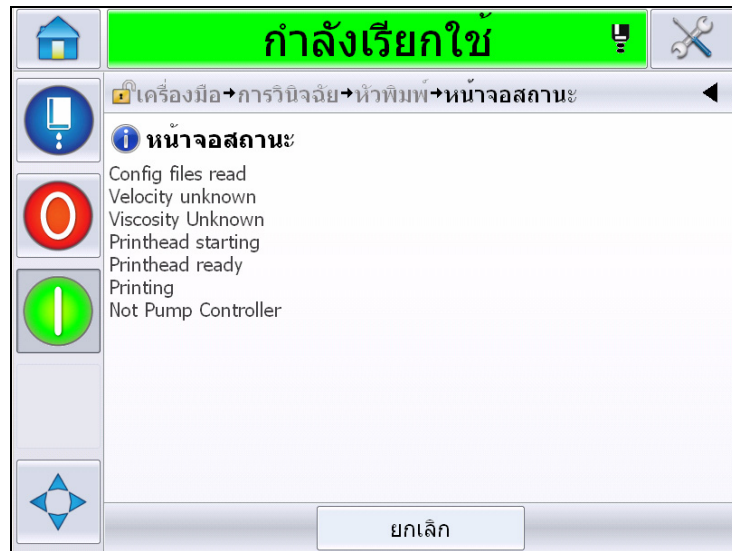 กำลังเรียกใช้
เครื่องมือ→การวินิจฉัย→หัวพิมพ์→หน้าจอสถานะ
หน้าจอสถานะ
Config files read
Velocity unknown
Viscosity Unknown
Printhead starting
Printhead ready
Printing
Not Pump Controller
ยกเลิก